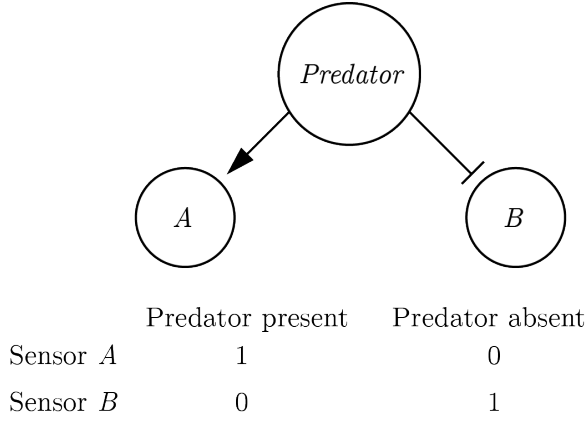 Predator
A
B
Predator present Predator absent
Sensor A 1 0
Sensor B 0 1